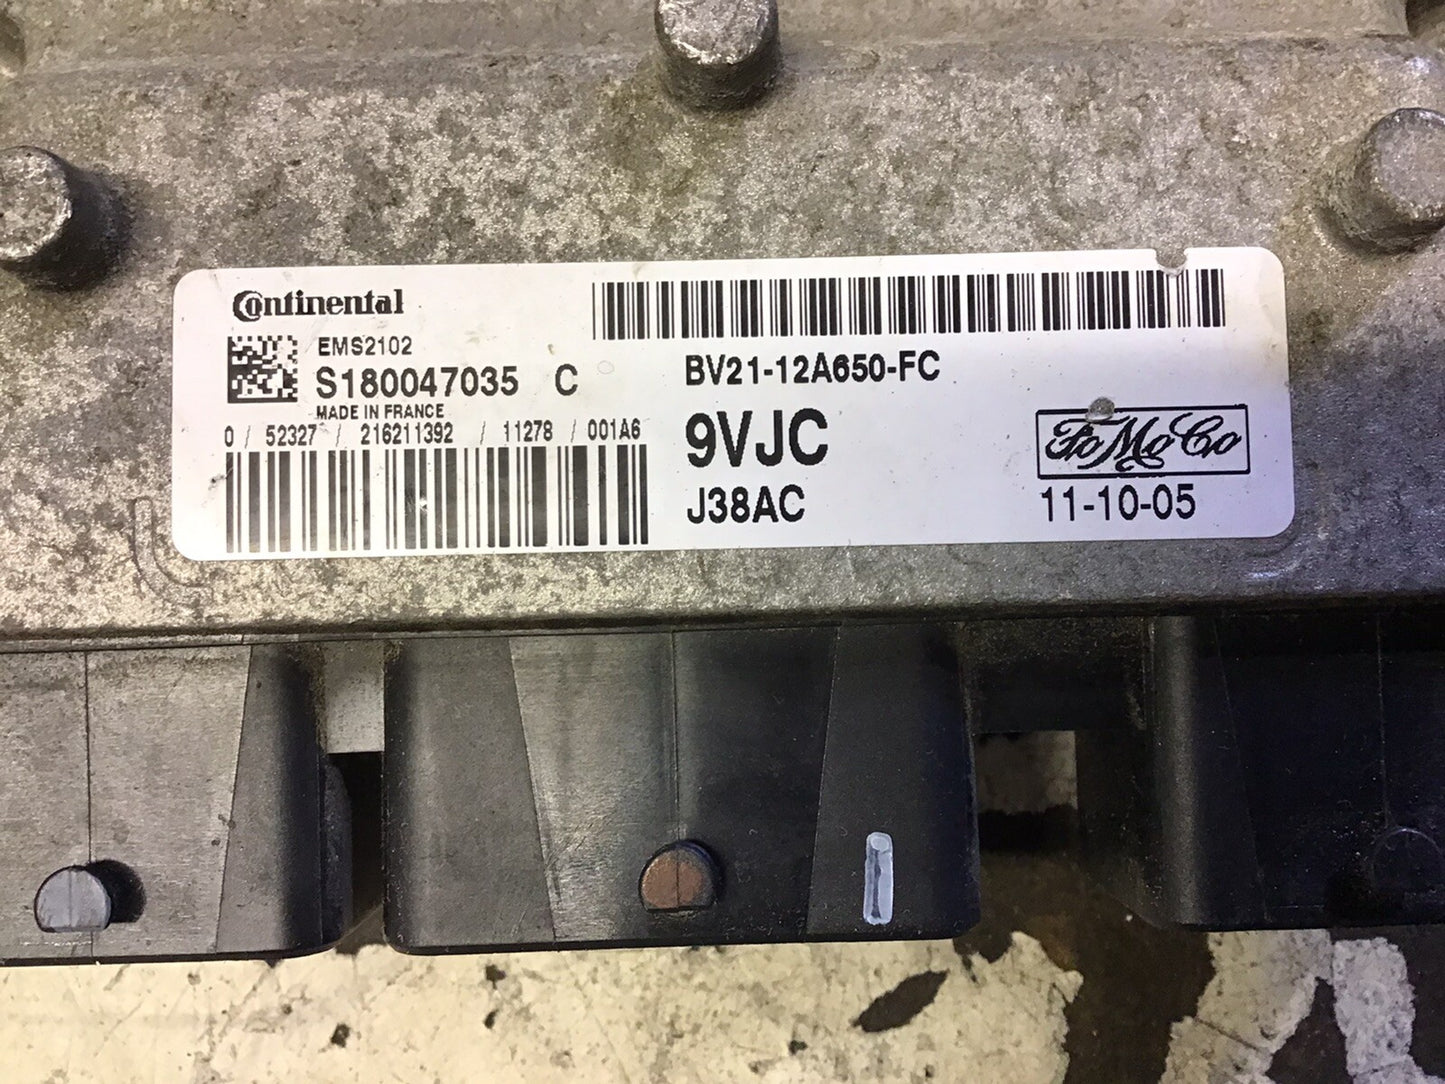 Continental
EMS2102
S180047035 C
MADE IN FRANCE
0 / 52327 / 216211392 / 11278 / 001A6
BV21-12A650-FC
9VJC
J38AC
FoMoCo
11-10-05